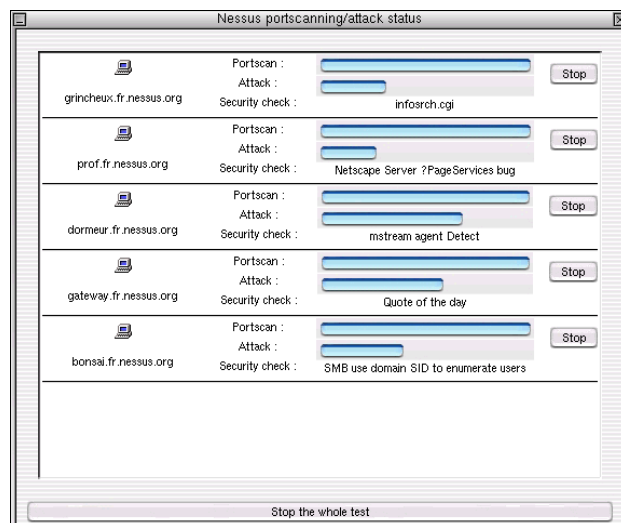 Nessus portscanning/attack status
Portscan :
Attack :
Stop
grincheux.fr.nessus.org
Security check :
infosrch.cgi
Portscan :
Attack :
Stop
prof.fr.nessus.org
Security check :
Netscape Server ?PageServices bug
Portscan :
Attack :
Stop
dormeur.fr.nessus.org
Security check :
mstream agent Detect
Portscan :
Attack :
Stop
gateway.fr.nessus.org
Security check :
Quote of the day
Portscan :
Attack :
Stop
bonsai.fr.nessus.org
Security check :
SMB use domain SID to enumerate users
Stop the whole test